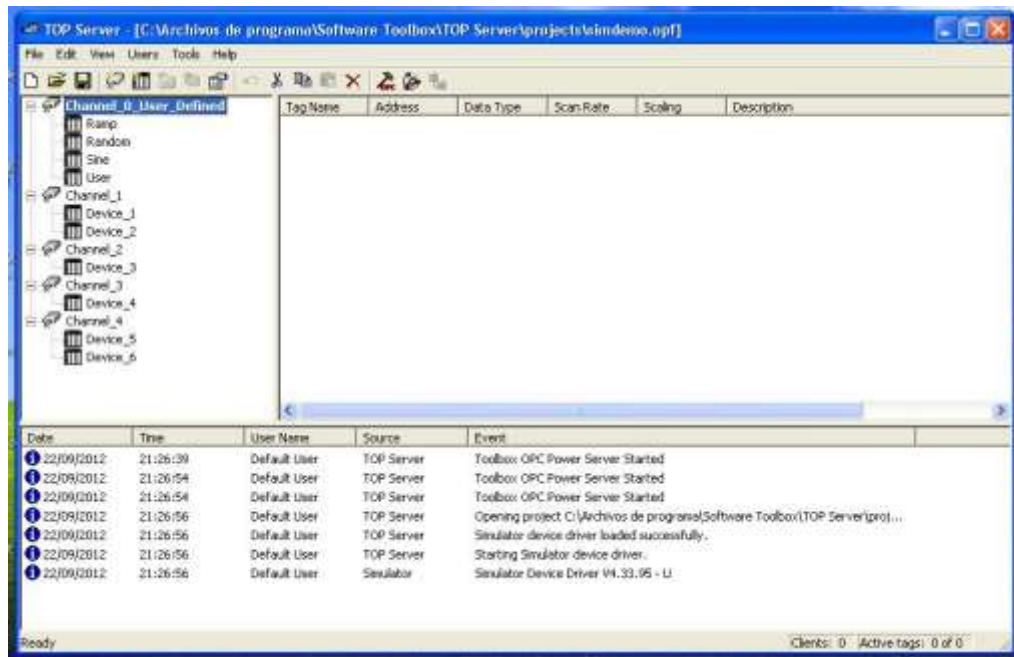 TOP Server - [C:\Archivos de programa\Software Toolbox\TOP Server\projects\simdemo.opf]
File Edit View Users Tools Help
Tag Name Address Data Type Scan Rate Scaling Description
Channel_0_User_Defined
Ramp
Random
Sine
User
Channel_1
Device_1
Device_2
Channel_2
Device_3
Channel_3
Device_4
Channel_4
Device_5
Device_6
Date Time User Name Source Event
22/09/2012 21:26:39 Default User TOP Server Toolbox OPC Power Server Started
22/09/2012 21:26:54 Default User TOP Server Toolbox OPC Power Server Started
22/09/2012 21:26:54 Default User TOP Server Toolbox OPC Power Server Started
22/09/2012 21:26:56 Default User TOP Server Opening project C:\Archivos de programa\Software Toolbox\TOP Server\proj...
22/09/2012 21:26:56 Default User TOP Server Simulator device driver loaded successfully.
22/09/2012 21:26:56 Default User TOP Server Starting Simulator device driver.
22/09/2012 21:26:56 Default User Simulator Simulator Device Driver V4.33.95 - U
Ready Clients: 0 Active tags: 0 of 0